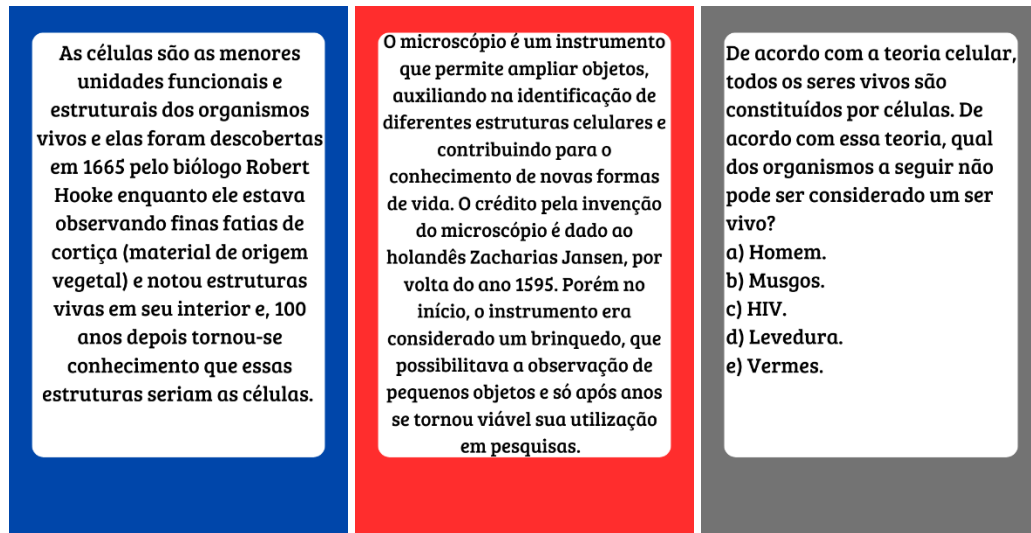 As células são as menores
unidades funcionais e
estruturais dos organismos
vivos e elas foram descobertas
em 1665 pelo biólogo Robert
Hooke enquanto ele estava
observando finas fatias de
cortiça (material de origem
vegetal) e notou estruturas
vivas em seu interior e, 100
anos depois tornou-se
conhecimento que essas
estruturas seriam as células.
O microscópio é um instrumento
que permite ampliar objetos,
auxiliando na identificação de
diferentes estruturas celulares e
contribuindo para o
conhecimento de novas formas
de vida. O crédito pela invenção
do microscópio é dado ao
holandês Zacharias Jansen, por
volta do ano 1595. Porém no
início, o instrumento era
considerado um brinquedo, que
possibilitava a observação de
pequenos objetos e só após anos
se tornou viável sua utilização
em pesquisas.
De acordo com a teoria celular,
todos os seres vivos são
constituídos por células. De
acordo com essa teoria, qual
dos organismos a seguir não
pode ser considerado um ser
vivo?
a) Homem.
b) Musgos.
c) HIV.
d) Levedura.
e) Vermes.